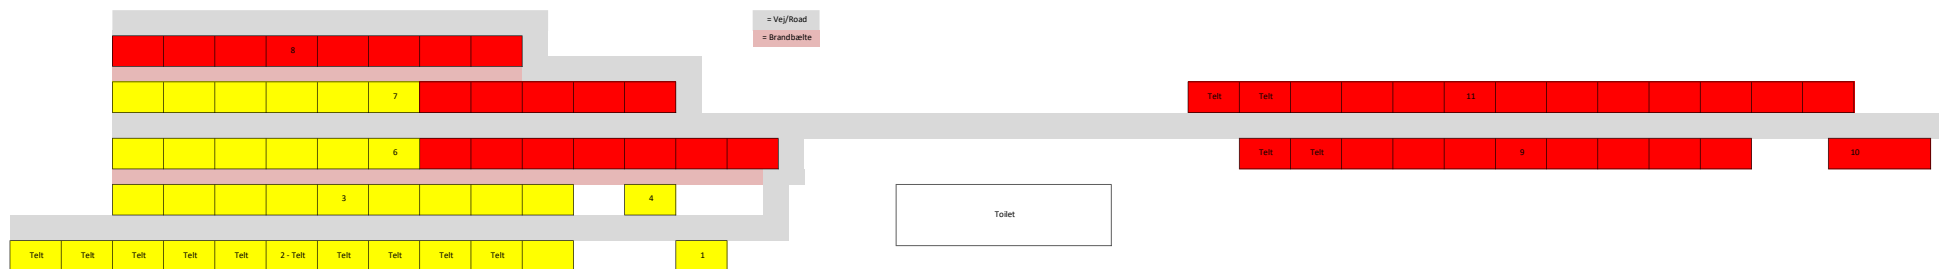 = Vej/Road
= Brandbælte
8
7
Telt Telt 11
6
Telt Telt 9 10
3 4
Toilet
Telt Telt Telt Telt Telt 2 - Telt Telt Telt Telt Telt 1